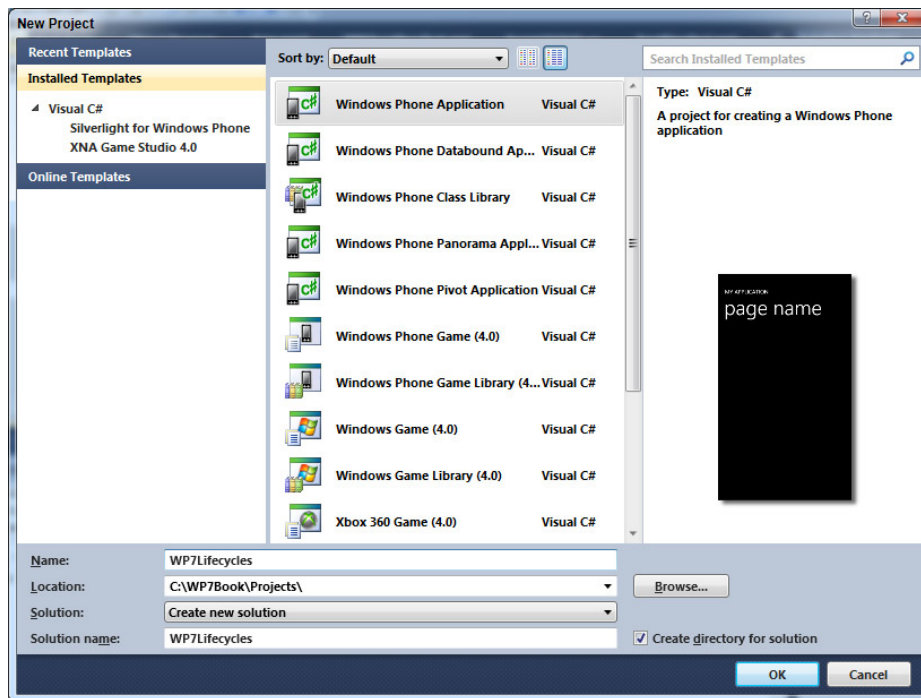 New Project
Recent Templates
Installed Templates
Visual C#
Silverlight for Windows Phone
XNA Game Studio 4.0
Online Templates
Sort by: Default
Search Installed Templates
Windows Phone Application Visual C#
Windows Phone Databound Ap... Visual C#
Windows Phone Class Library Visual C#
Windows Phone Panorama Appl... Visual C#
Windows Phone Pivot Application Visual C#
Windows Phone Game (4.0) Visual C#
Windows Phone Game Library (4... Visual C#
Windows Game (4.0) Visual C#
Windows Game Library (4.0) Visual C#
Xbox 360 Game (4.0) Visual C#
Type: Visual C#
A project for creating a Windows Phone
application
MY APPLICATION
page name
Name: WP7Lifecycles
Location: C:\WP7Book\Projects\
Browse...
Solution: Create new solution
Solution name: WP7Lifecycles
Create directory for solution
OK
Cancel